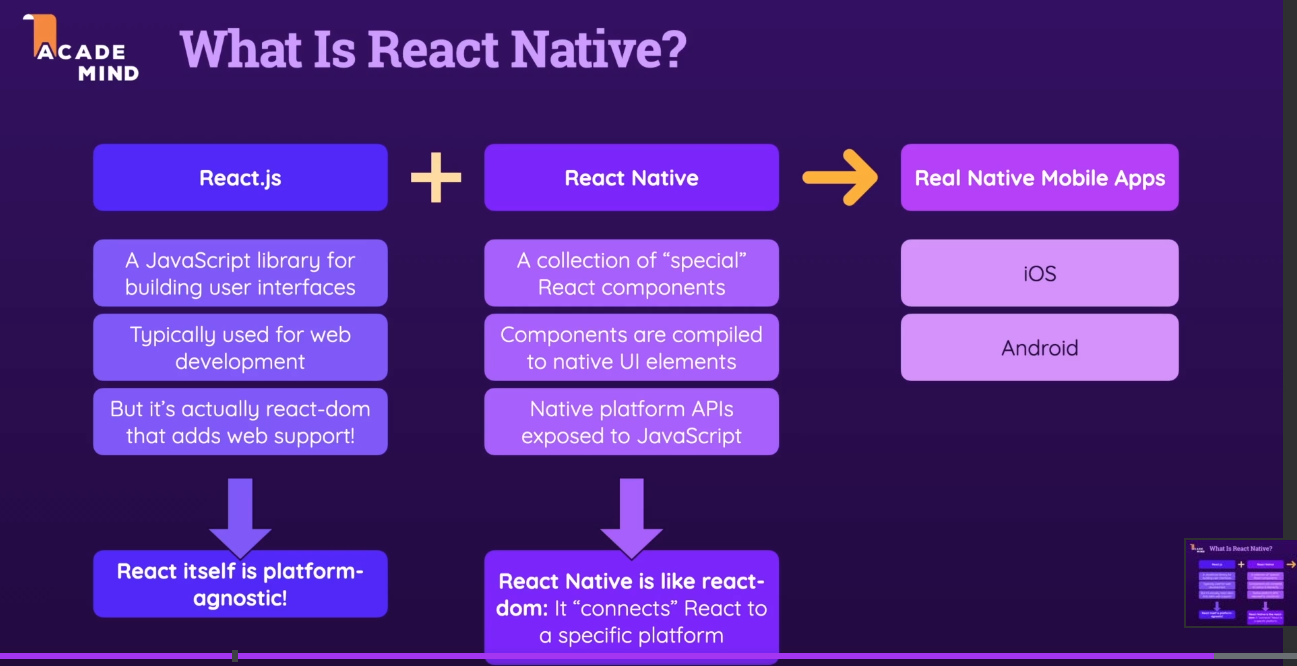 ACADE
MIND
What Is React Native?
React.js
React Native
Real Native Mobile Apps
A JavaScript library for
building user interfaces
Typically used for web
development
But it's actually react-dom
that adds web support!
React itself is platform-
agnostic!
A collection of “special”
React components
Components are compiled
to native UI elements
Native platform APIs
exposed to JavaScript
React Native is like react-
dom: It “connects” React to
a specific platform
iOS
Android
What Is React Native?